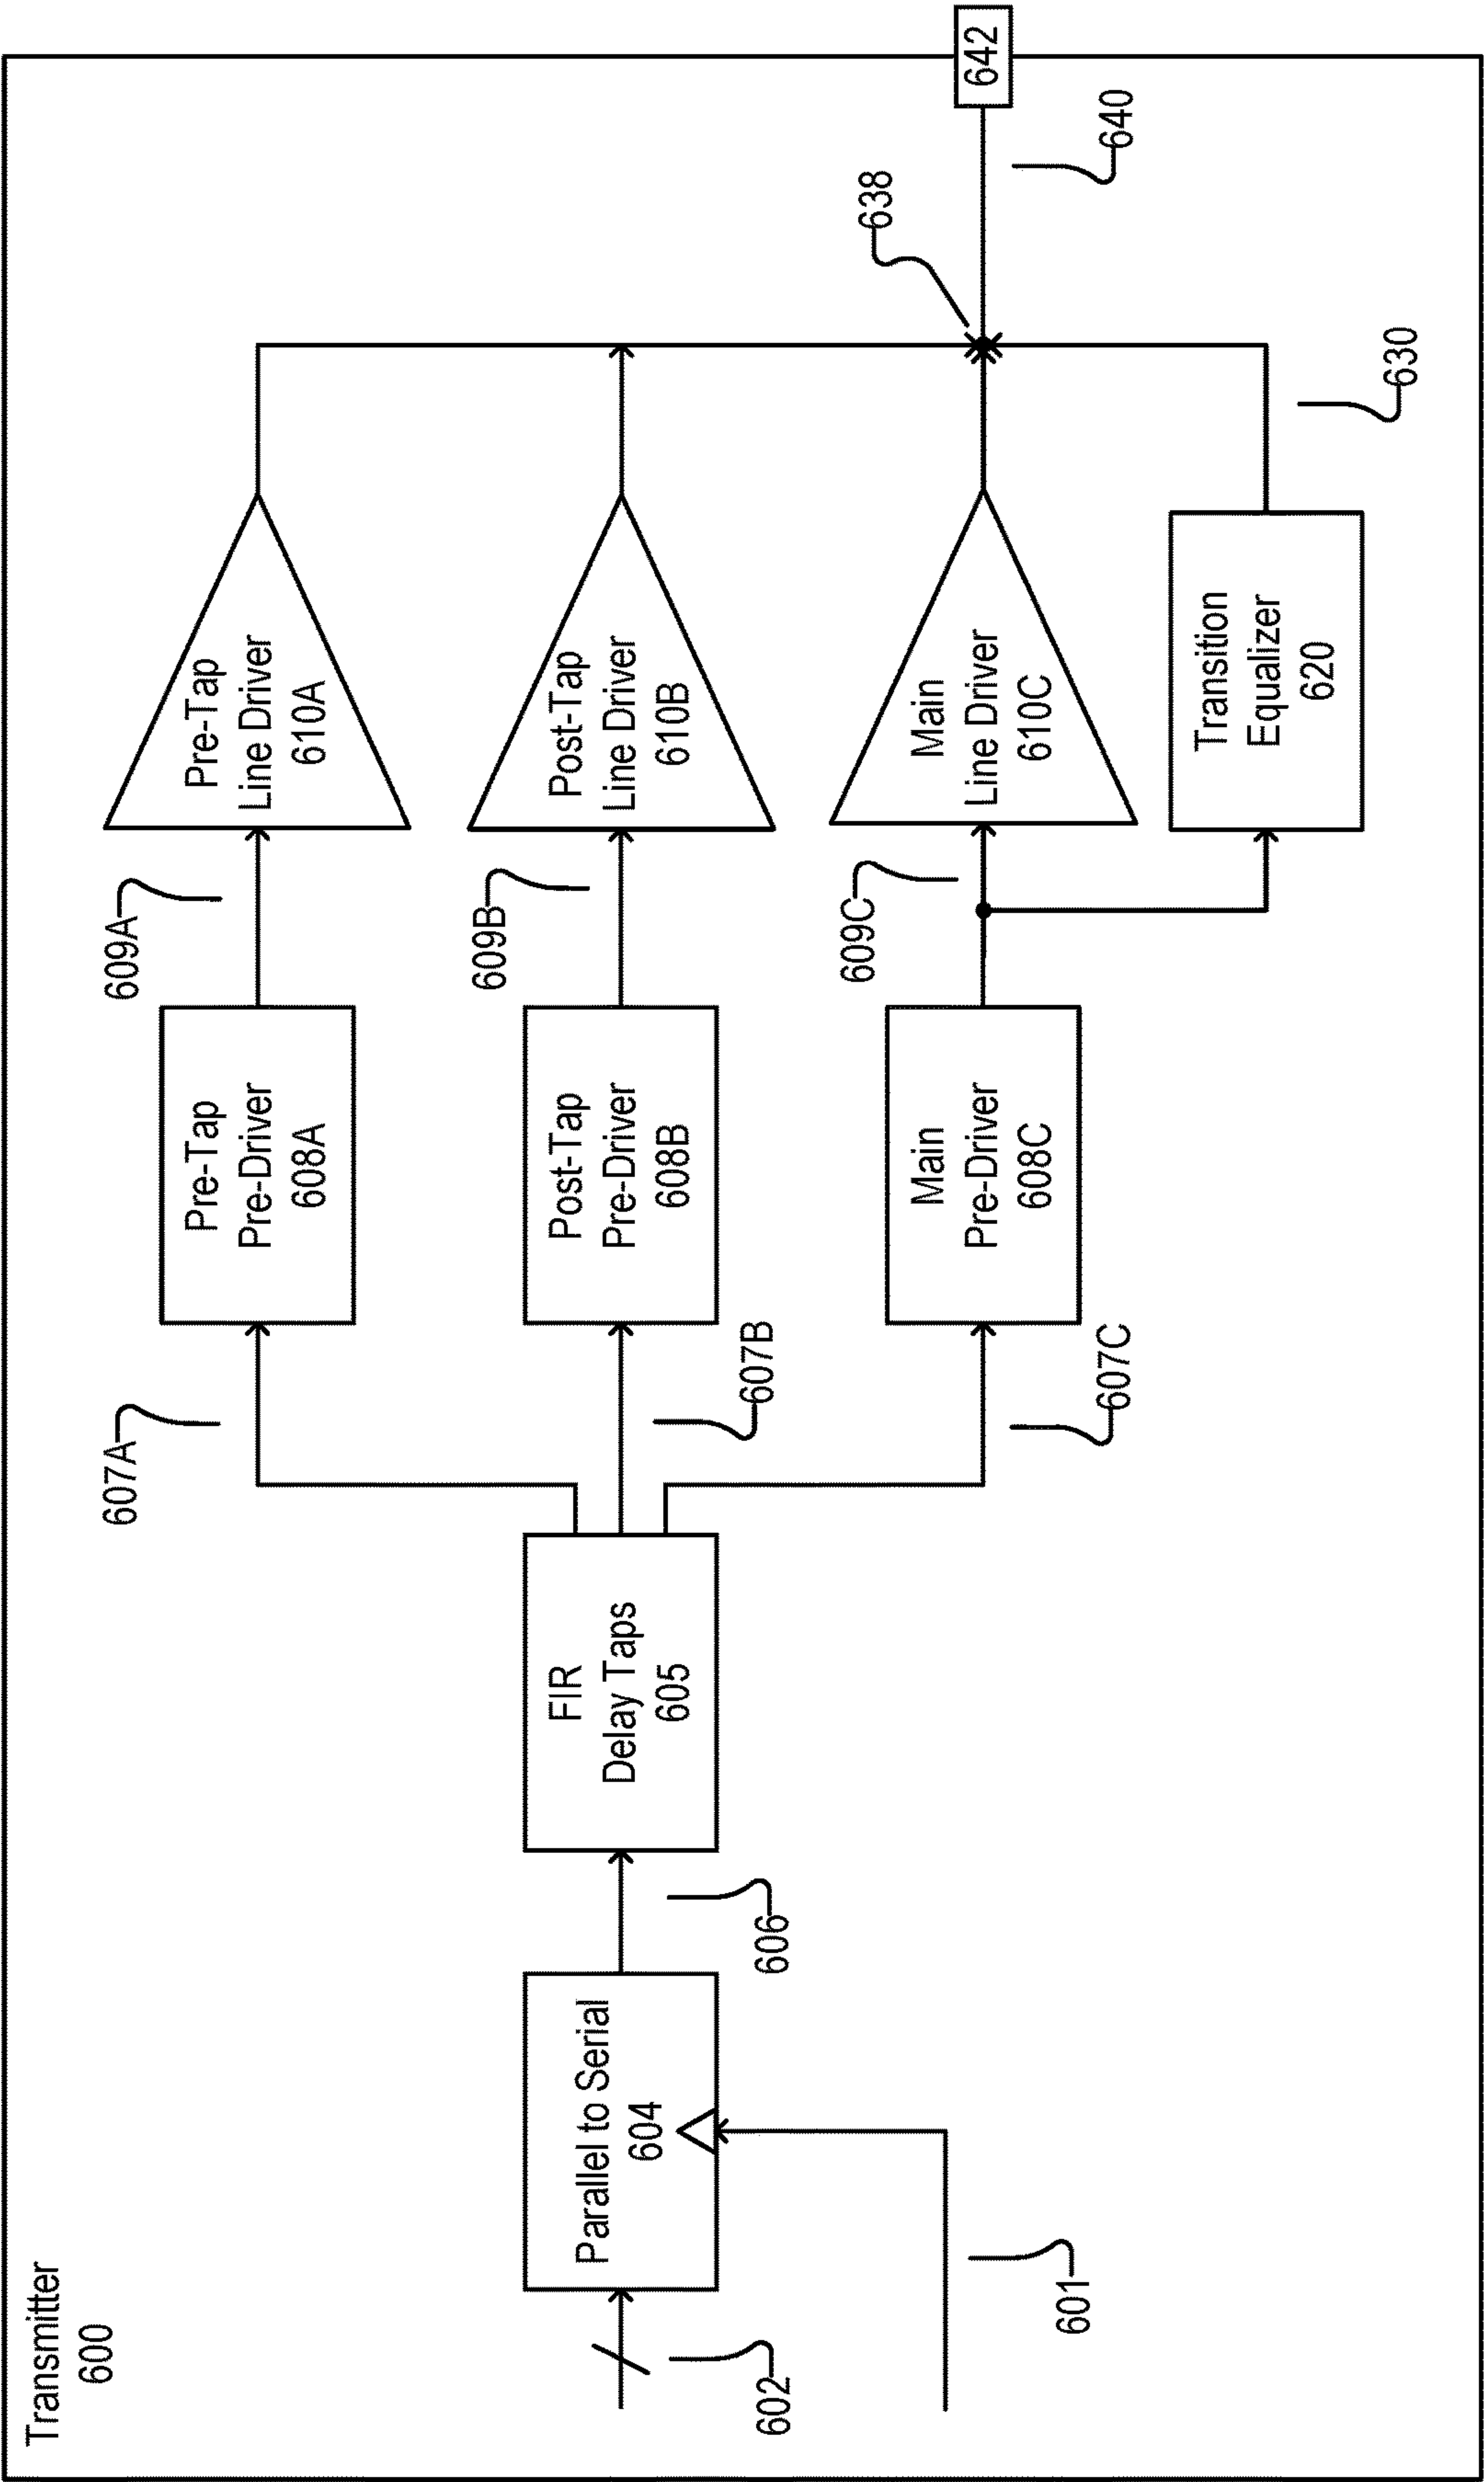 Transmitter
600
602
601
Parallel to Serial
604
606
FIR
Delay Taps
605
607A
607B
607C
Pre-Tap
Pre-Driver
608A
Post-Tap
Pre-Driver
608B
Main
Pre-Driver
608C
609A
609B
609C
Pre-Tap
Line Driver
610A
Post-Tap
Line Driver
610B
Main
Line Driver
610C
Transition
Equalizer
620
630
638
640
642